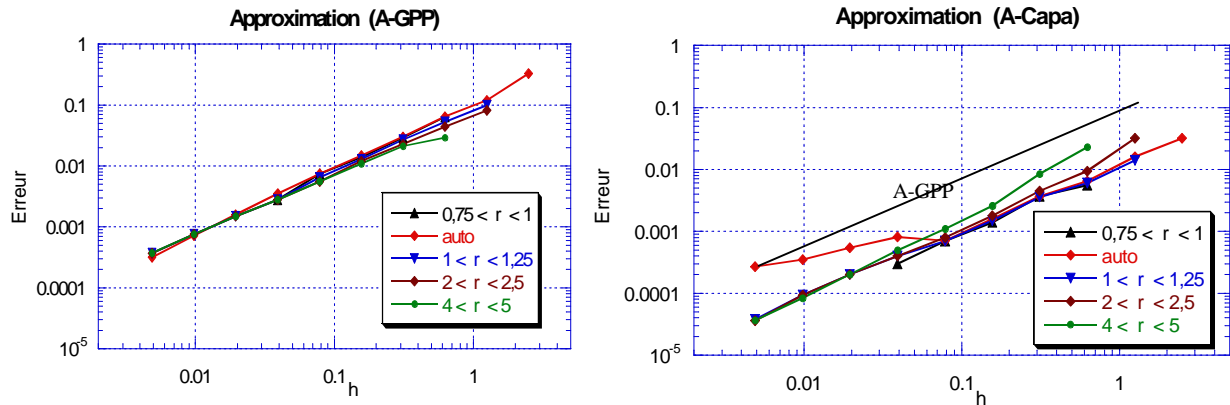 Approximation (A-GPP)
1
0.1
0.01
0.001
0.0001
10-5
Erreur
0.01
0.1
1
h
0,75 < r < 1
auto
1 < r < 1,25
2 < r < 2,5
4 < r < 5
Approximation (A-Capa)
1
0.1
0.01
0.001
0.0001
10-5
Erreur
A-GPP
0.01
0.1
1
h
0,75 < r < 1
auto
1 < r < 1,25
2 < r < 2,5
4 < r < 5